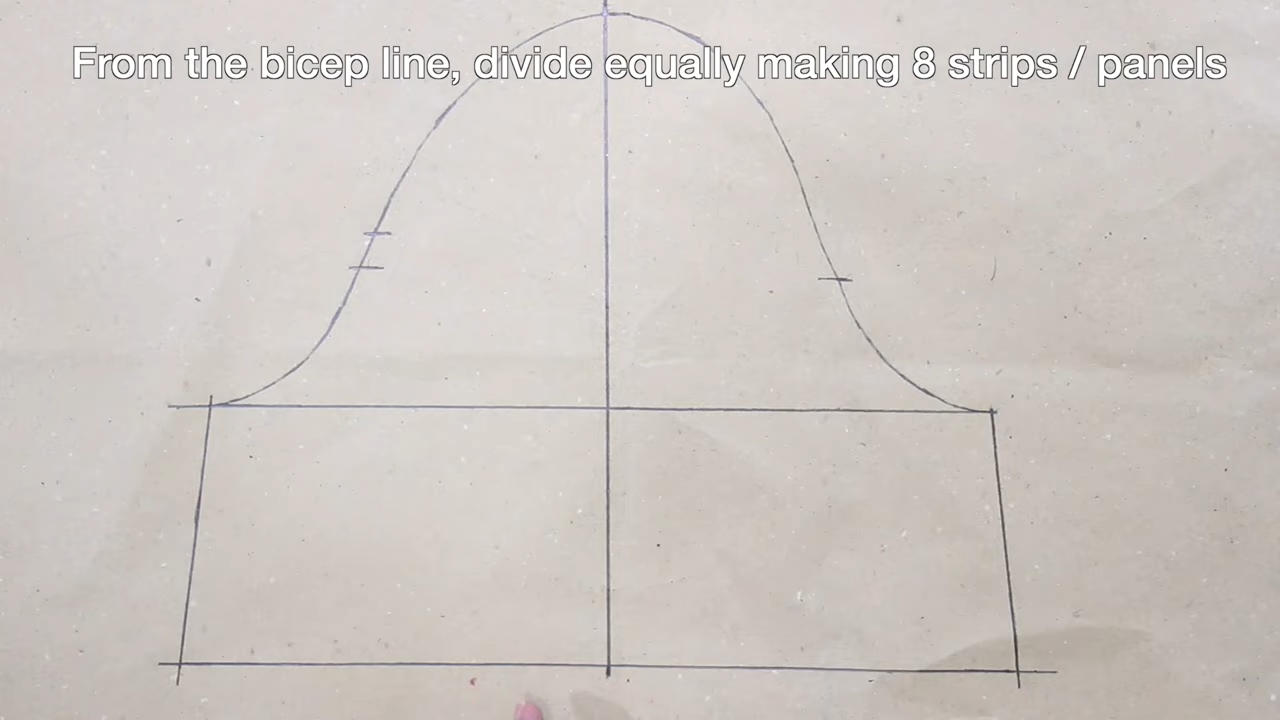 From the bicep line, divide equally making 8 strips / panels